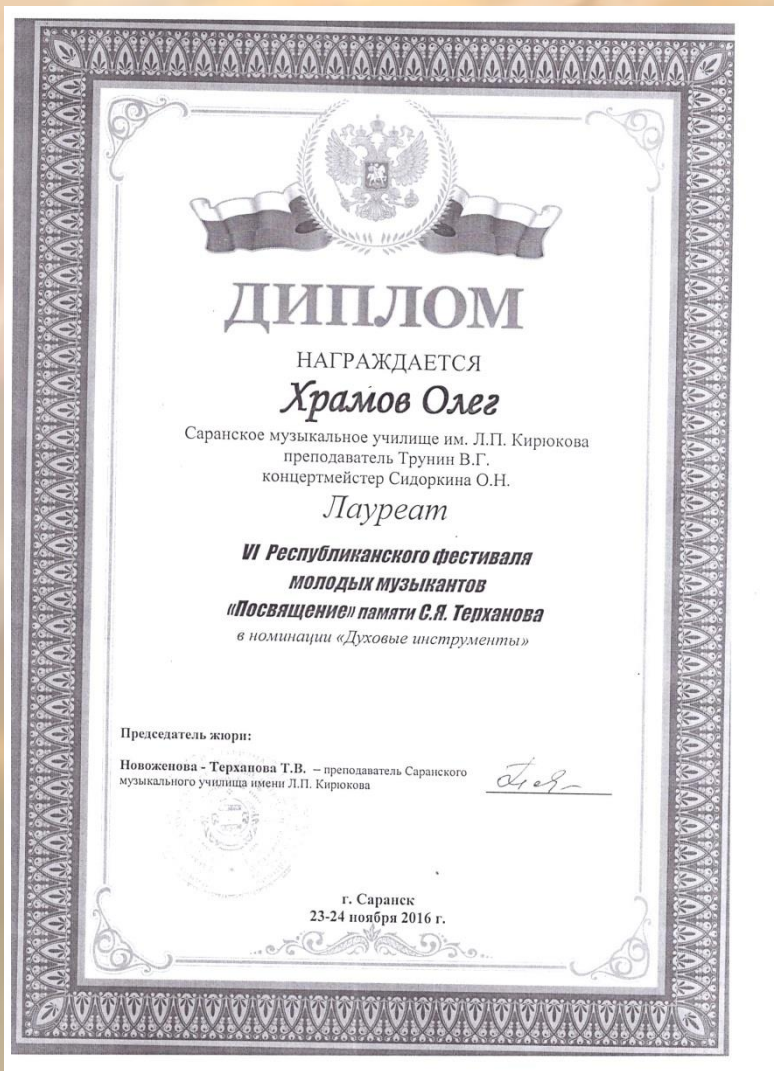 ДИПЛОМ
НАГРАЖДАЕТСЯ
Храмов Олег
Саранское музыкальное училище им. Л.П. Кирюкова
преподаватель Трунин В.Г.
концертмейстер Сидоркина О.Н.
Лауреат
VI Республиканского фестиваля
молодых музыкантов
«Посвящение» памяти С.Я. Терханова
в номинации «Духовые инструменты»
Председатель жюри:
Новоженова - Терханова Т.В. – преподаватель Саранского
музыкального училища имени Л.П. Кирюкова
г. Саранск
23-24 ноября 2016 г.